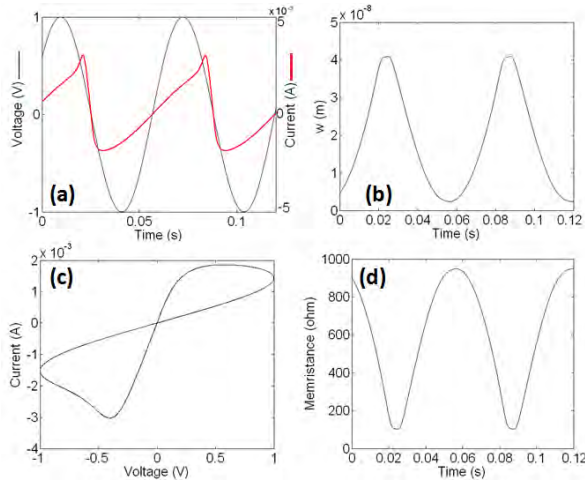 x 10⁻³
1
5
Voltage (V)
0
0
Current (A)
(a)
-1
-5
0
0.05
0.1
Time (s)
x 10⁻⁸
5
4
3
2
1
0
w (m)
(b)
0 0.02 0.04 0.06 0.08 0.1 0.12
Time (s)
x 10⁻³
2
1
0
-1
-2
-3
-4
Current (A)
(c)
-1 -0.5 0 0.5 1
Voltage (V)
1000
800
600
400
200
0
Memristance (ohm)
(d)
0 0.02 0.04 0.06 0.08 0.1 0.12
Time (s)